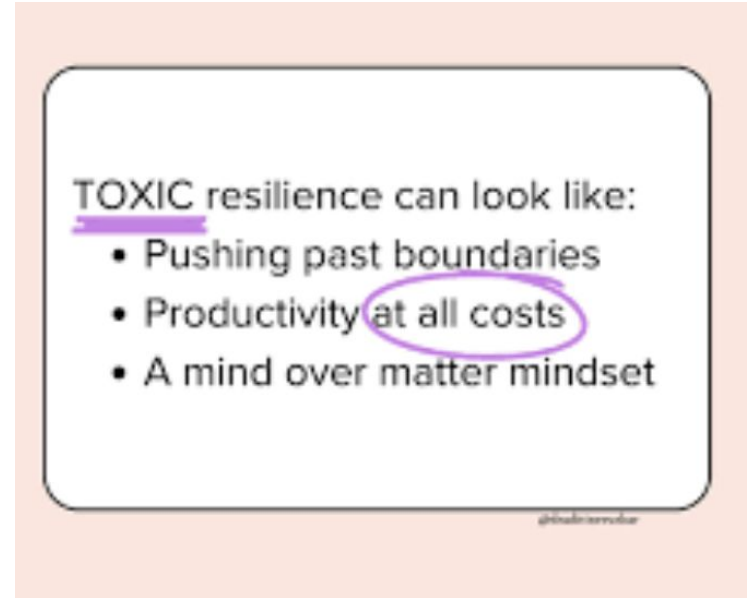 TOXIC resilience can look like:
• Pushing past boundaries
• Productivity at all costs
• A mind over matter mindset